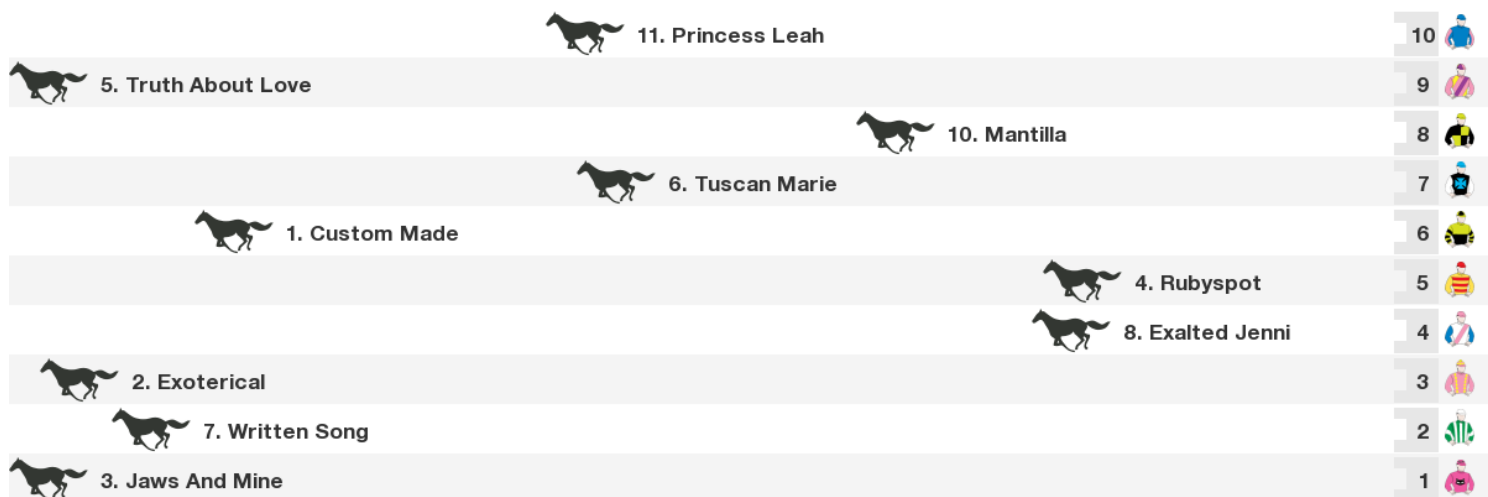 11. Princess Leah 10
5. Truth About Love 9
10. Mantilla 8
6. Tuscan Marie 7
1. Custom Made 6
4. Rubyspot 5
8. Exalted Jenni 4
2. Exoterical 3
7. Written Song 2
3. Jaws And Mine 1